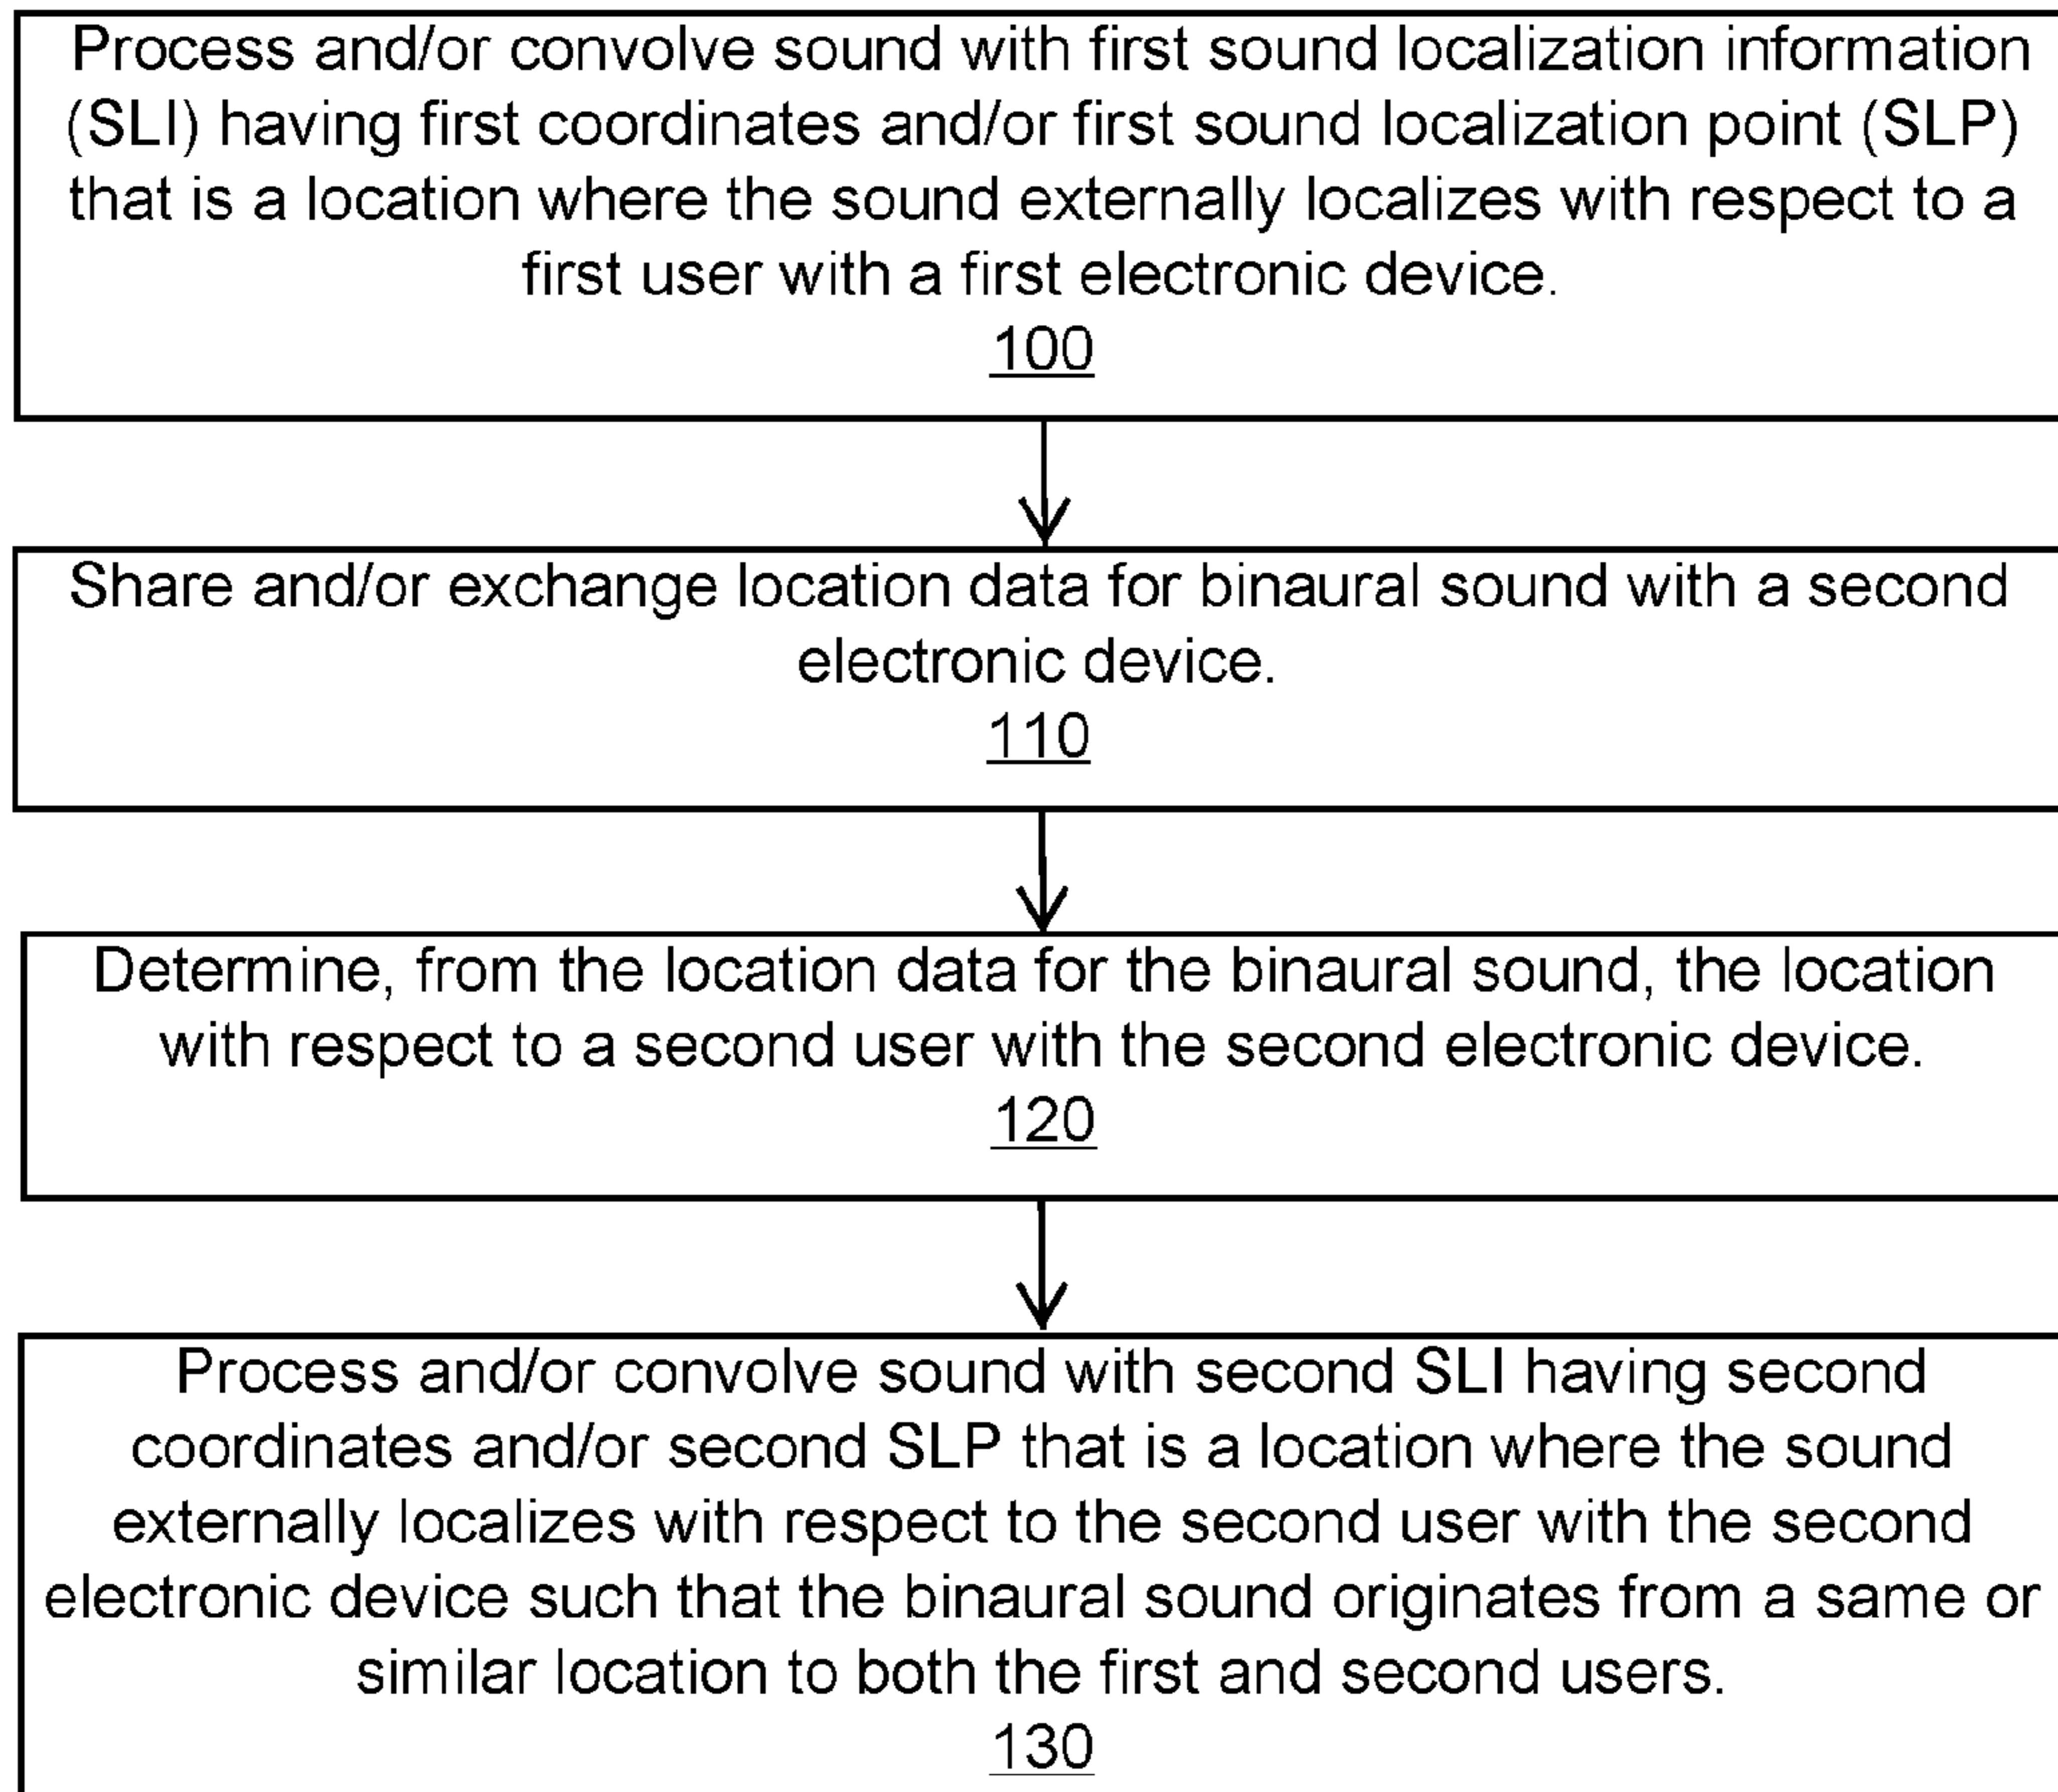 Process and/or convolve sound with first sound localization information
(SLI) having first coordinates and/or first sound localization point (SLP)
that is a location where the sound externally localizes with respect to a
first user with a first electronic device.
100
Share and/or exchange location data for binaural sound with a second
electronic device.
110
Determine, from the location data for the binaural sound, the location
with respect to a second user with the second electronic device.
120
Process and/or convolve sound with second SLI having second
coordinates and/or second SLP that is a location where the sound
externally localizes with respect to the second user with the second
electronic device such that the binaural sound originates from a same or
similar location to both the first and second users.
130